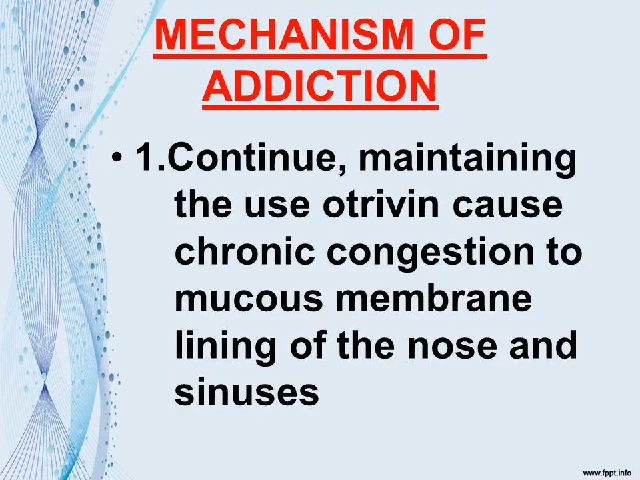 MECHANISM OF
ADDICTION
• 1.Continue, maintaining
the use otrivin cause
chronic congestion to
mucous membrane
lining of the nose and
sinuses
www.fppt.info